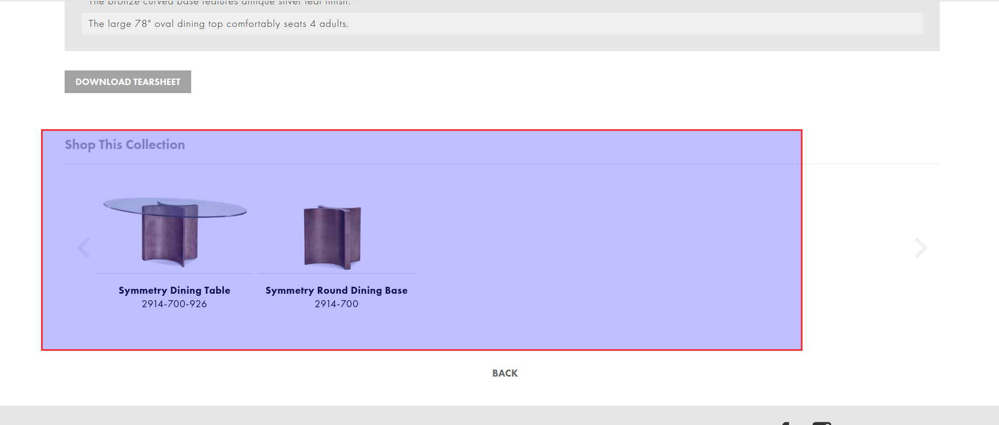 The bronze curved base features antique silver leaf finish.
The large 78" oval dining top comfortably seats 4 adults.
DOWNLOAD TEARSHEET
Shop This Collection
Symmetry Dining Table
2914-700-926
Symmetry Round Dining Base
2914-700
BACK